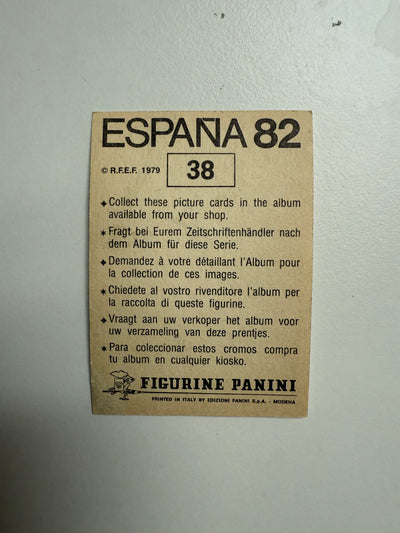 ESPAÑA 82
© R.F.E.F. 1979 38
✦ Collect these picture cards in the album
available from your shop.
✶ Fragt bei Eurem Zeitschriftenhändler nach
dem Album für diese Serie.
✦ Demandez à votre détaillant l'Album pour
la collection de ces images.
✶ Chiedete al vostro rivenditore l'album per
la raccolta di queste figurine.
✦ Vraagt aan uw verkoper het album voor
uw verzameling van deze prentjes.
✶ Para coleccionar estos cromos compra
tu album en cualquier kiosko.
FIGURINE PANINI
PRINTED IN ITALY BY EDIZIONI PANINI S.p.A. - MODENA